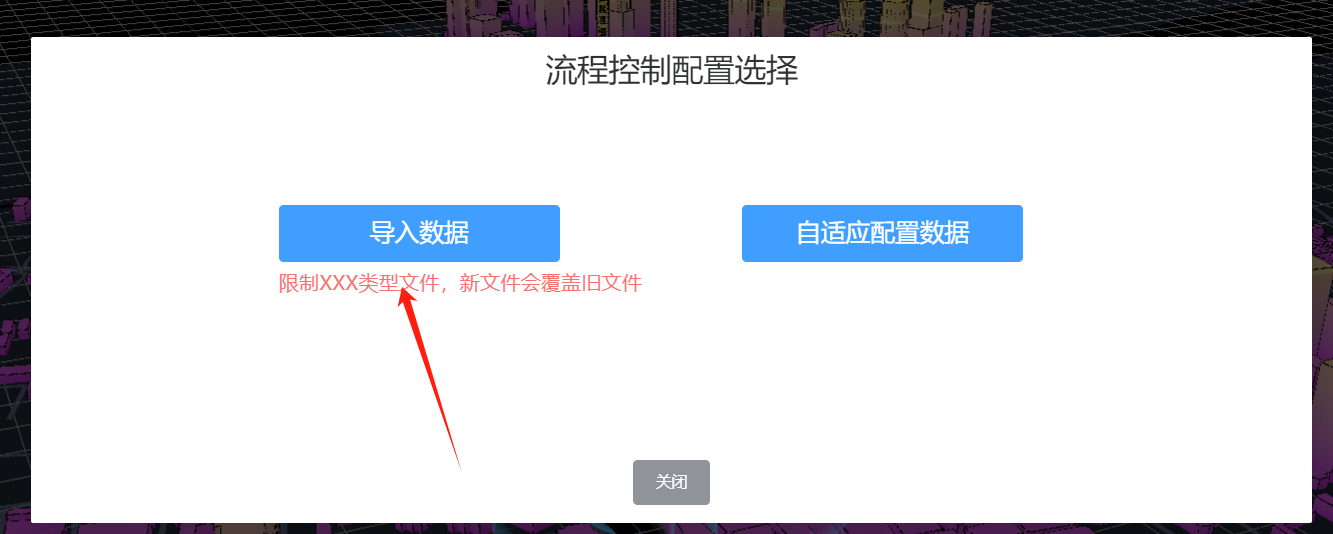 流程控制配置选择
导入数据
自适应配置数据
限制XXX类型文件，新文件会覆盖旧文件
关闭